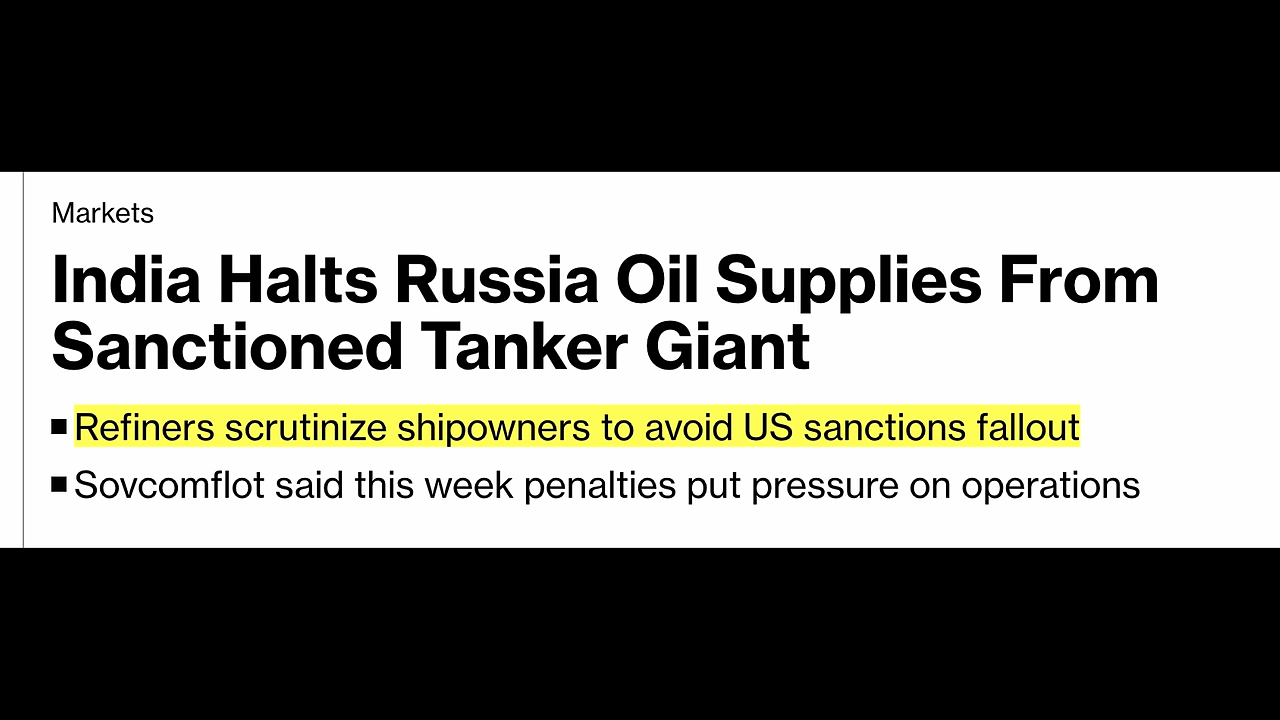 Markets
India Halts Russia Oil Supplies From
Sanctioned Tanker Giant
■ Refiners scrutinize shipowners to avoid US sanctions fallout
■ Sovcomflot said this week penalties put pressure on operations